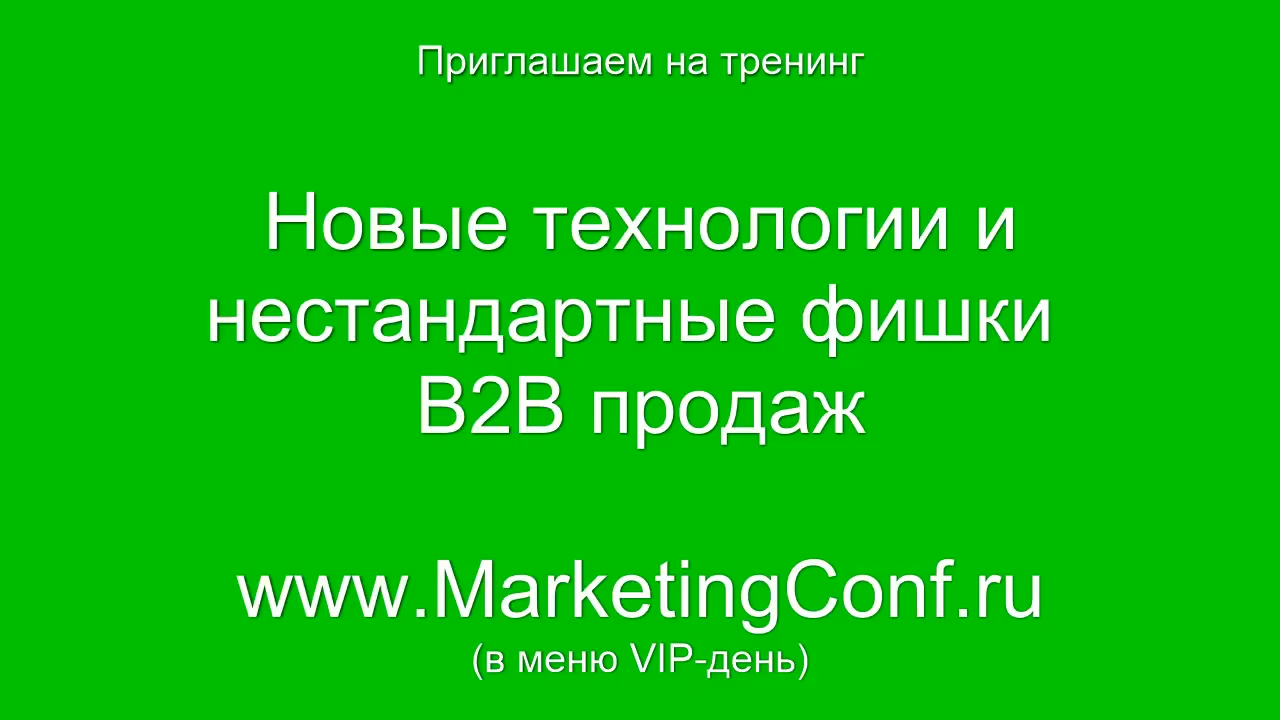 Приглашаем на тренинг
Новые технологии и
нестандартные фишки
B2B продаж
www.MarketingConf.ru
(в меню VIP-день)